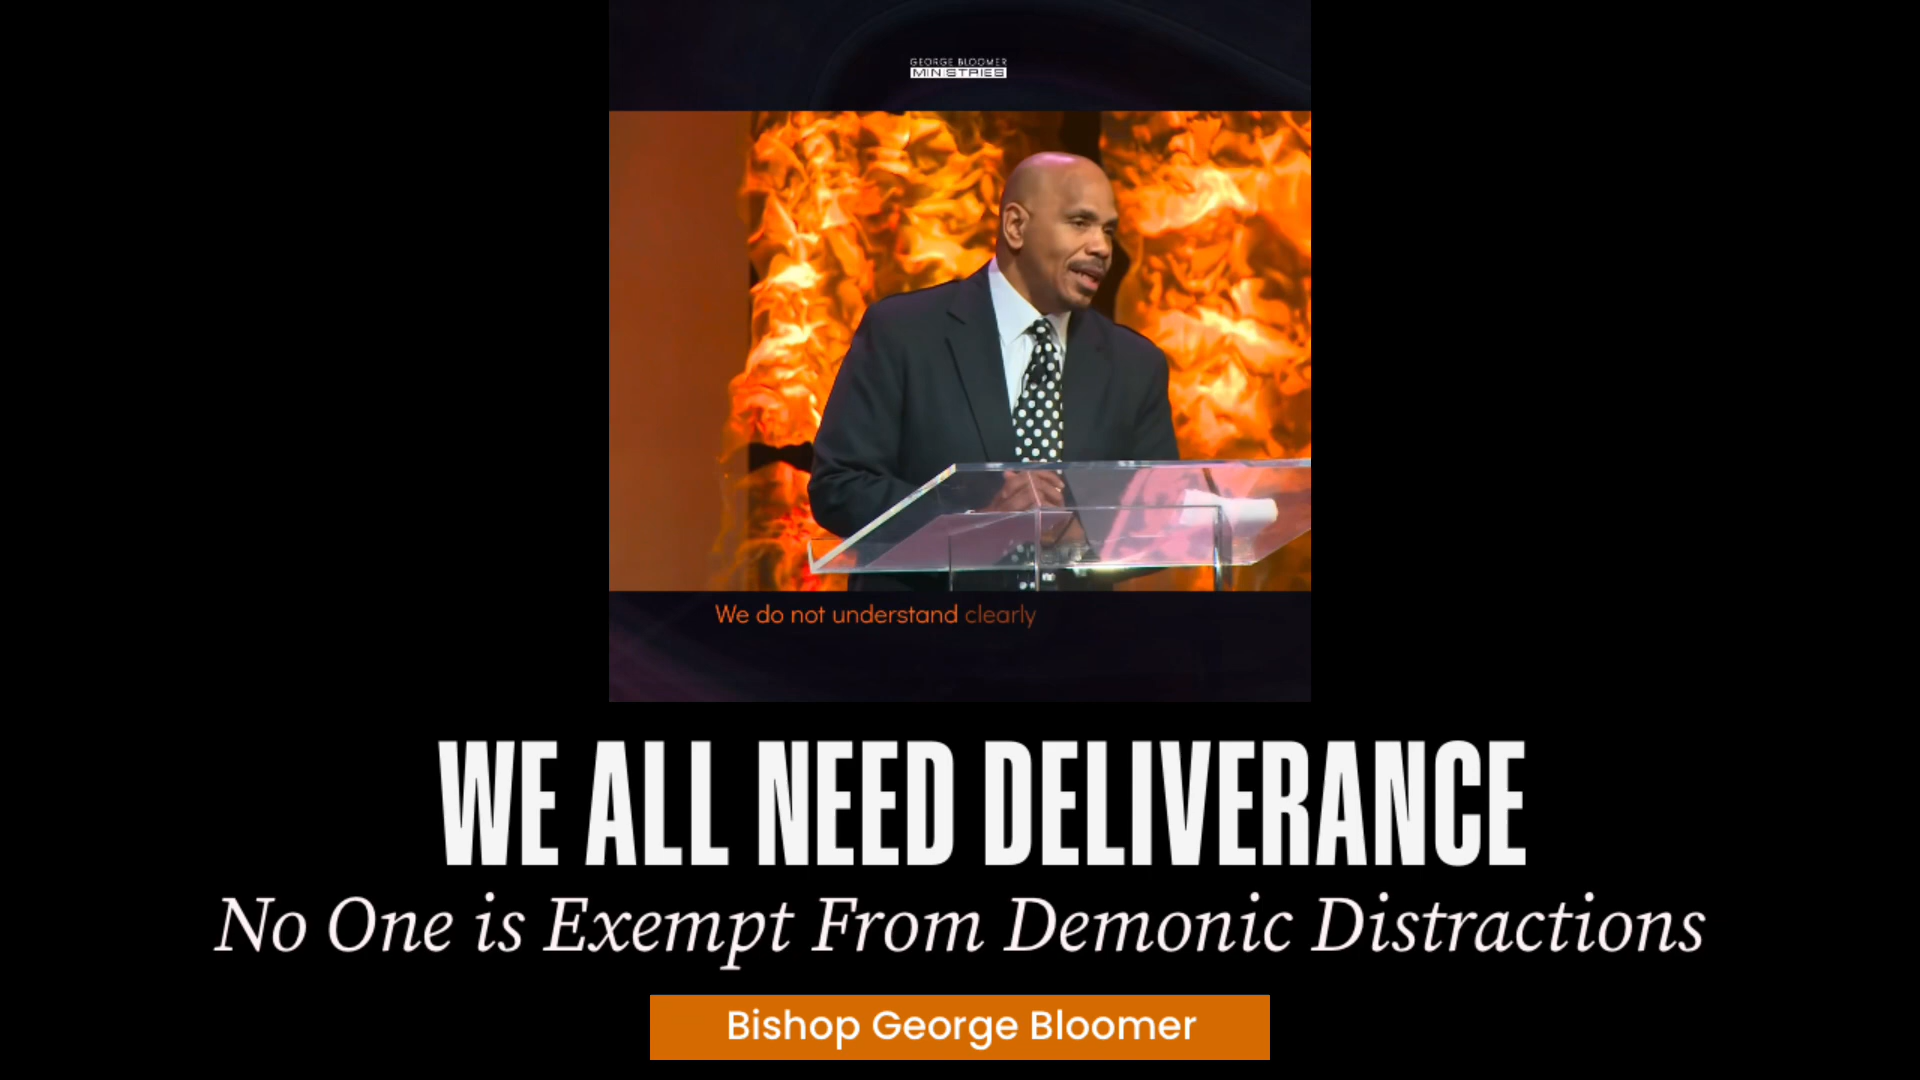 GEORGE BLOOMER
MINISTRIES
We do not understand clearly
WE ALL NEED DELIVERANCE
No One is Exempt From Demonic Distractions
Bishop George Bloomer